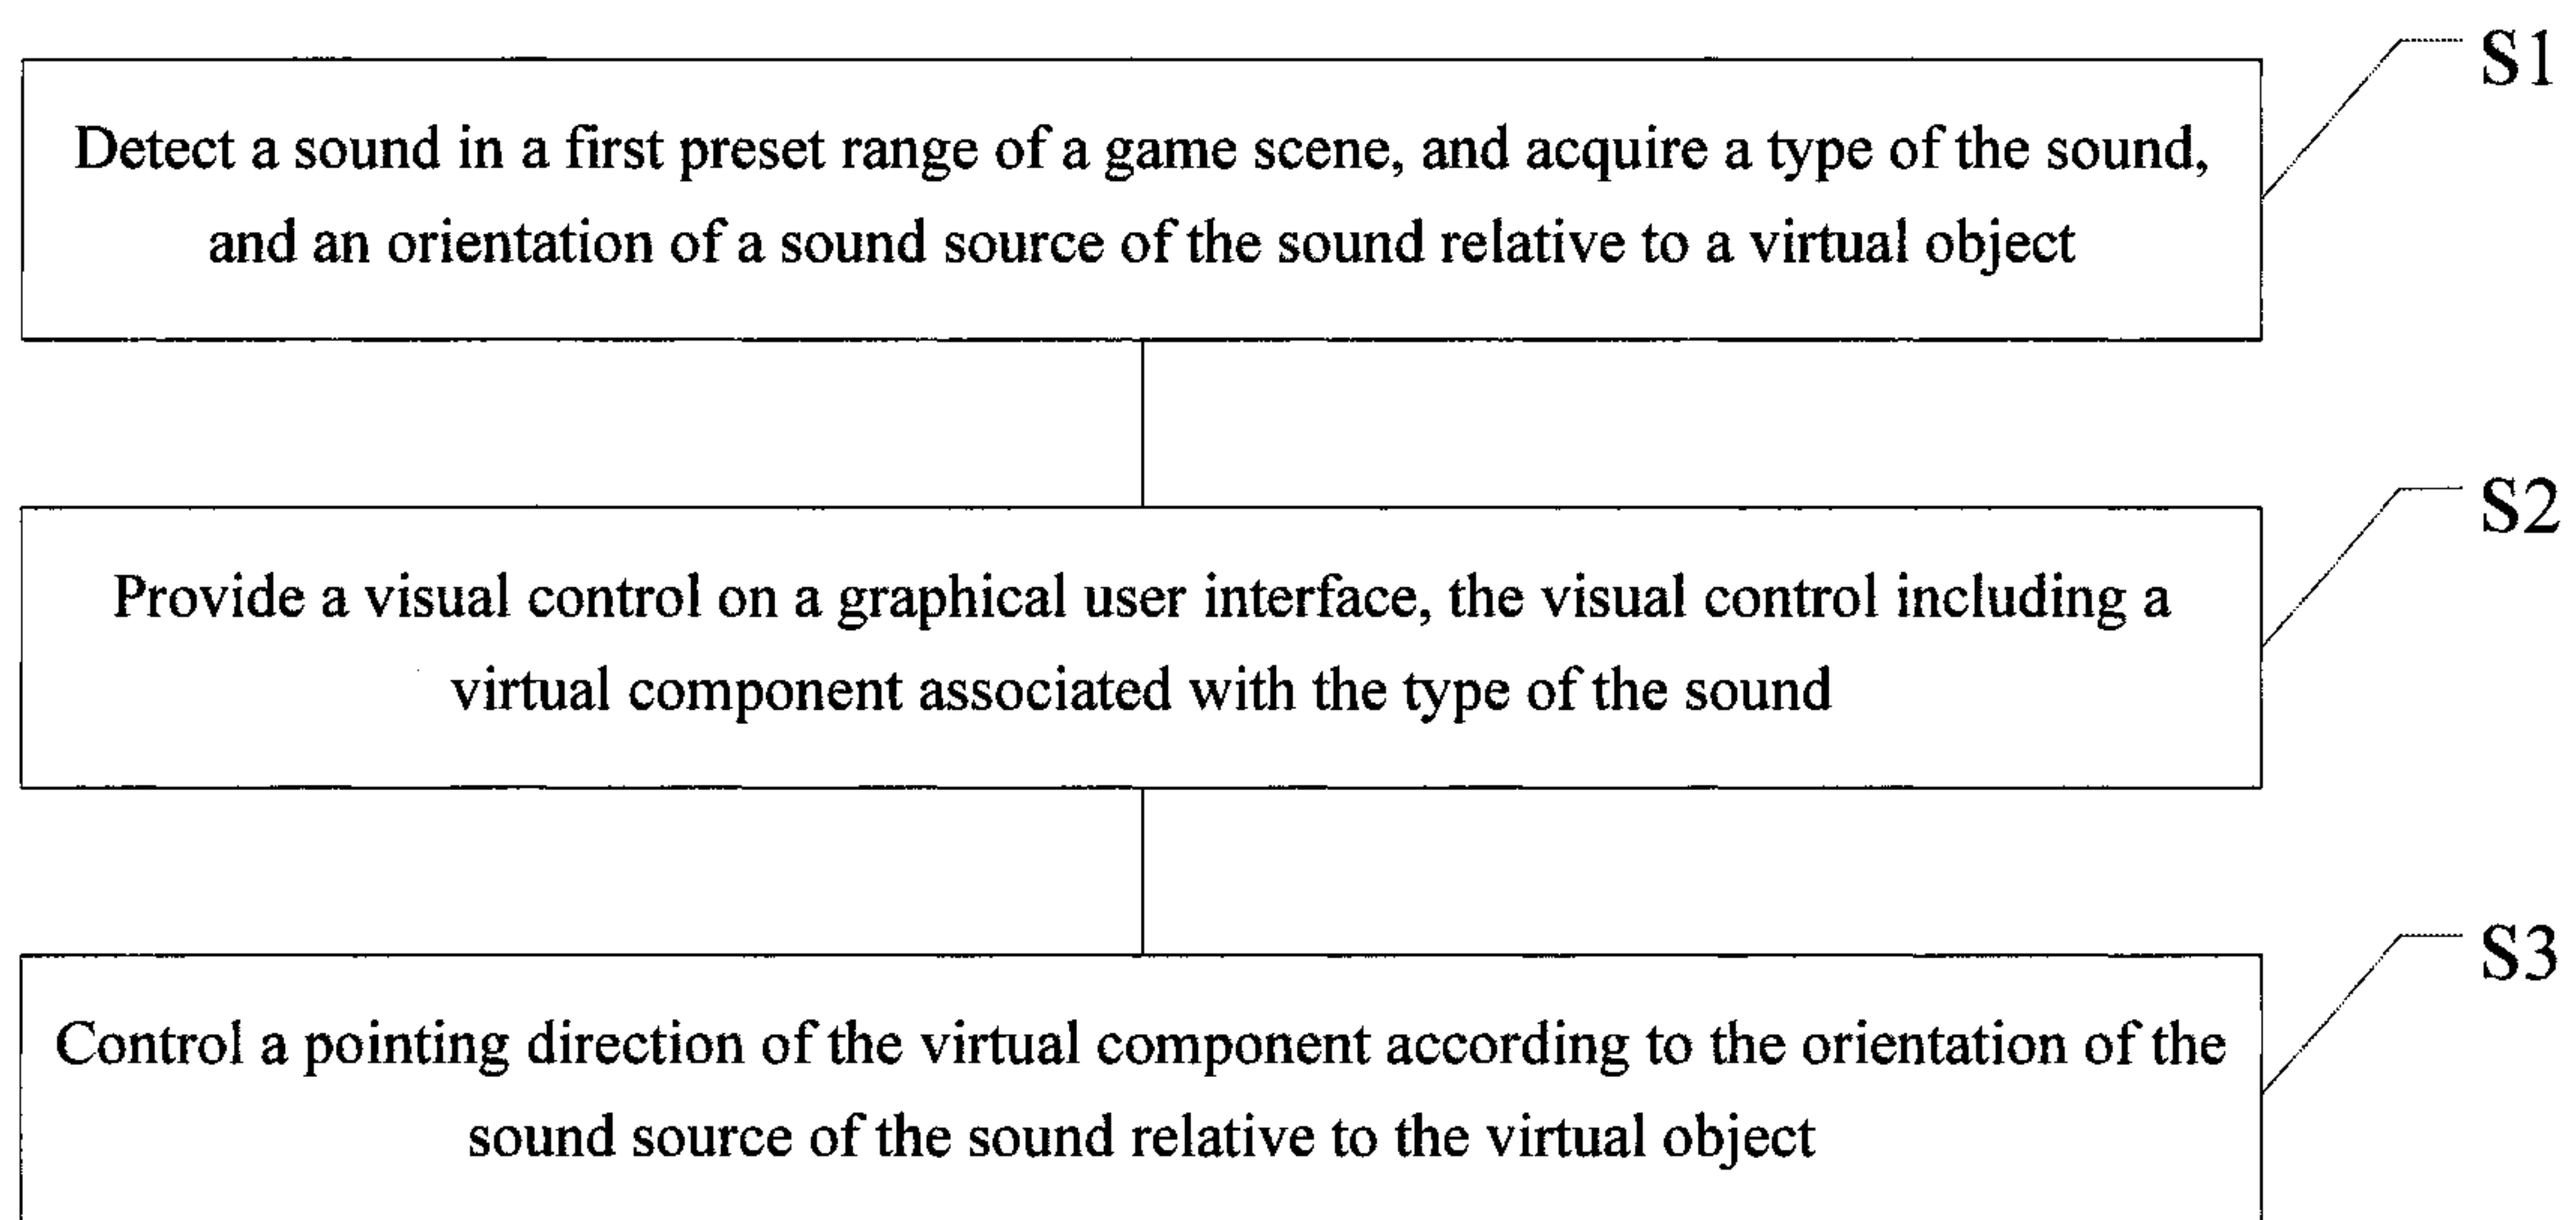 S1
Detect a sound in a first preset range of a game scene, and acquire a type of the sound,
and an orientation of a sound source of the sound relative to a virtual object
S2
Provide a visual control on a graphical user interface, the visual control including a
virtual component associated with the type of the sound
S3
Control a pointing direction of the virtual component according to the orientation of the
sound source of the sound relative to the virtual object